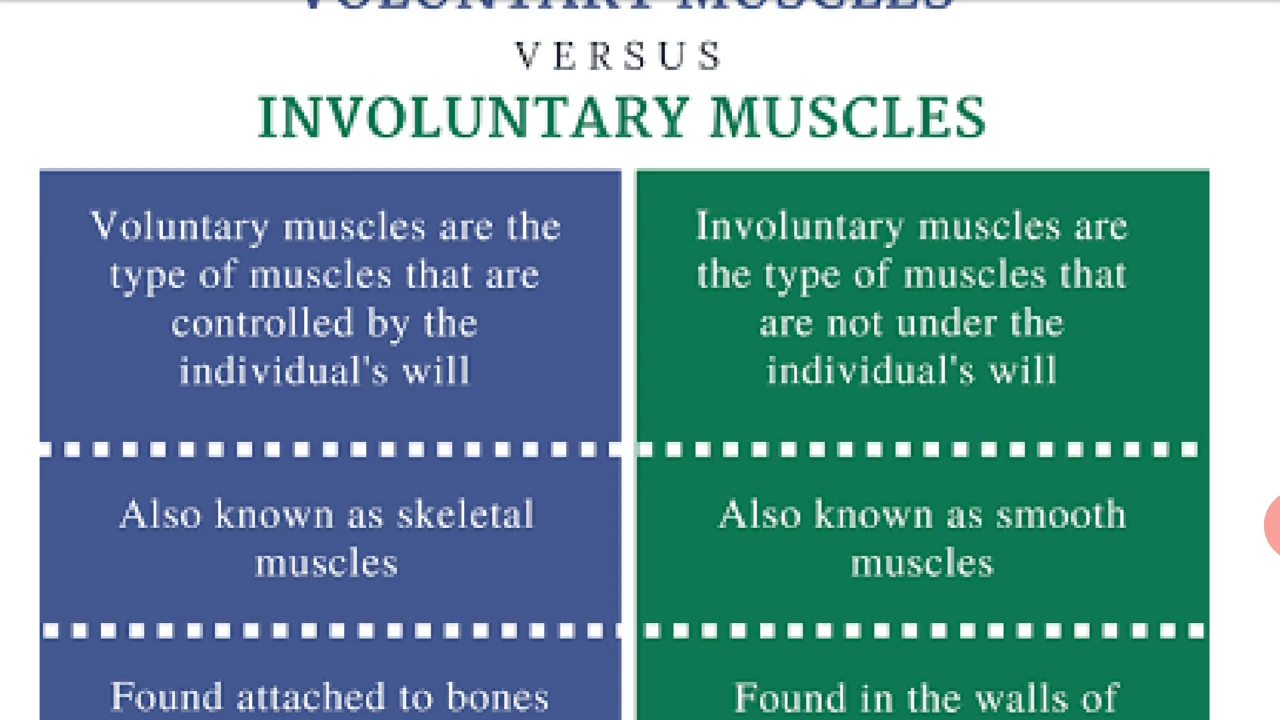 VOLUNTARY MUSCLES
VERSUS
INVOLUNTARY MUSCLES
Voluntary muscles are the
type of muscles that are
controlled by the
individual's will
Involuntary muscles are
the type of muscles that
are not under the
individual's will
Also known as skeletal
muscles
Also known as smooth
muscles
Found attached to bones
Found in the walls of